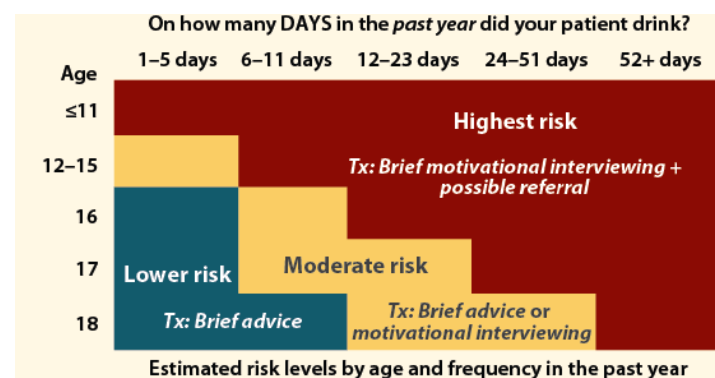 On how many DAYS in the past year did your patient drink?
Age
1–5 days 6–11 days 12–23 days 24–51 days 52+ days
≤11
Highest risk
12–15
Tx: Brief motivational interviewing +
possible referral
16
17
Lower risk
Moderate risk
18
Tx: Brief advice
Tx: Brief advice or
motivational interviewing
Estimated risk levels by age and frequency in the past year